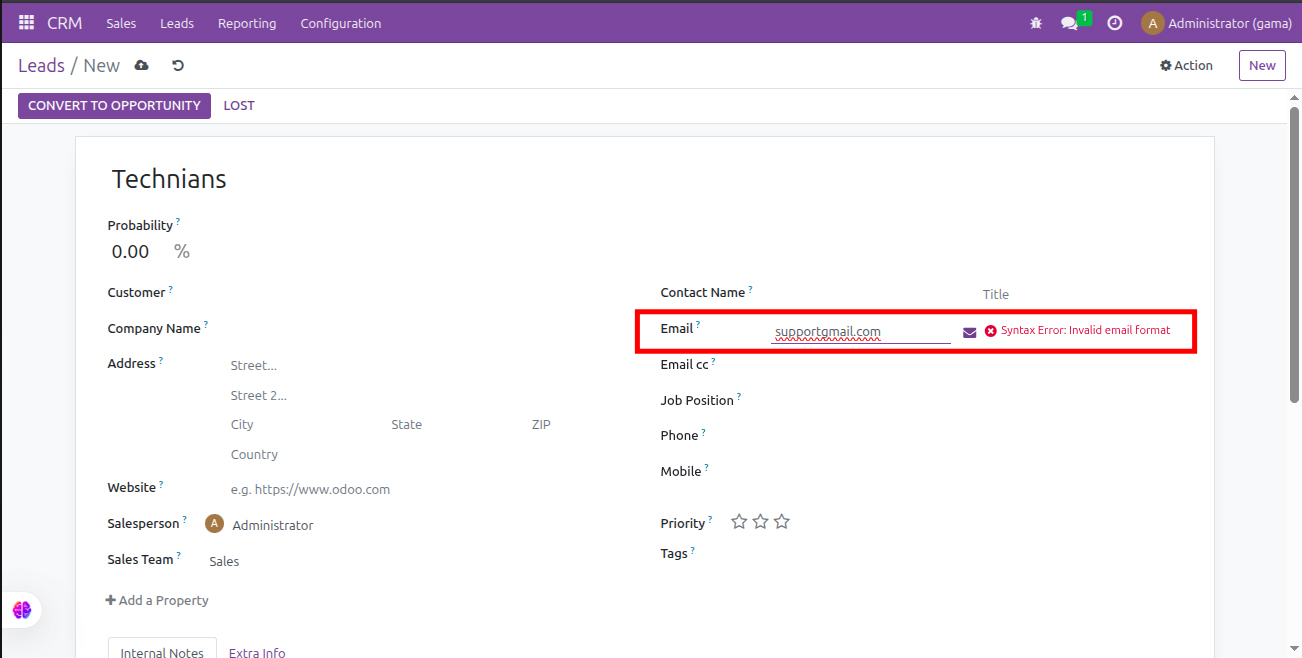 CRM Sales Leads Reporting Configuration 1 A Administrator (gama)
Leads / New Action New
CONVERT TO OPPORTUNITY LOST
Technians
Probability ?
0.00 %
Customer ?
Company Name ?
Address ? Street...
Street 2...
City State ZIP
Country
Website ? e.g. https://www.odoo.com
Salesperson ? A Administrator
Sales Team ? Sales
Add a Property
Contact Name ? Title
Email ? supportgmail.com Syntax Error: Invalid email format
Email cc ?
Job Position ?
Phone ?
Mobile ?
Priority ?
Tags ?
Internal Notes Extra Info